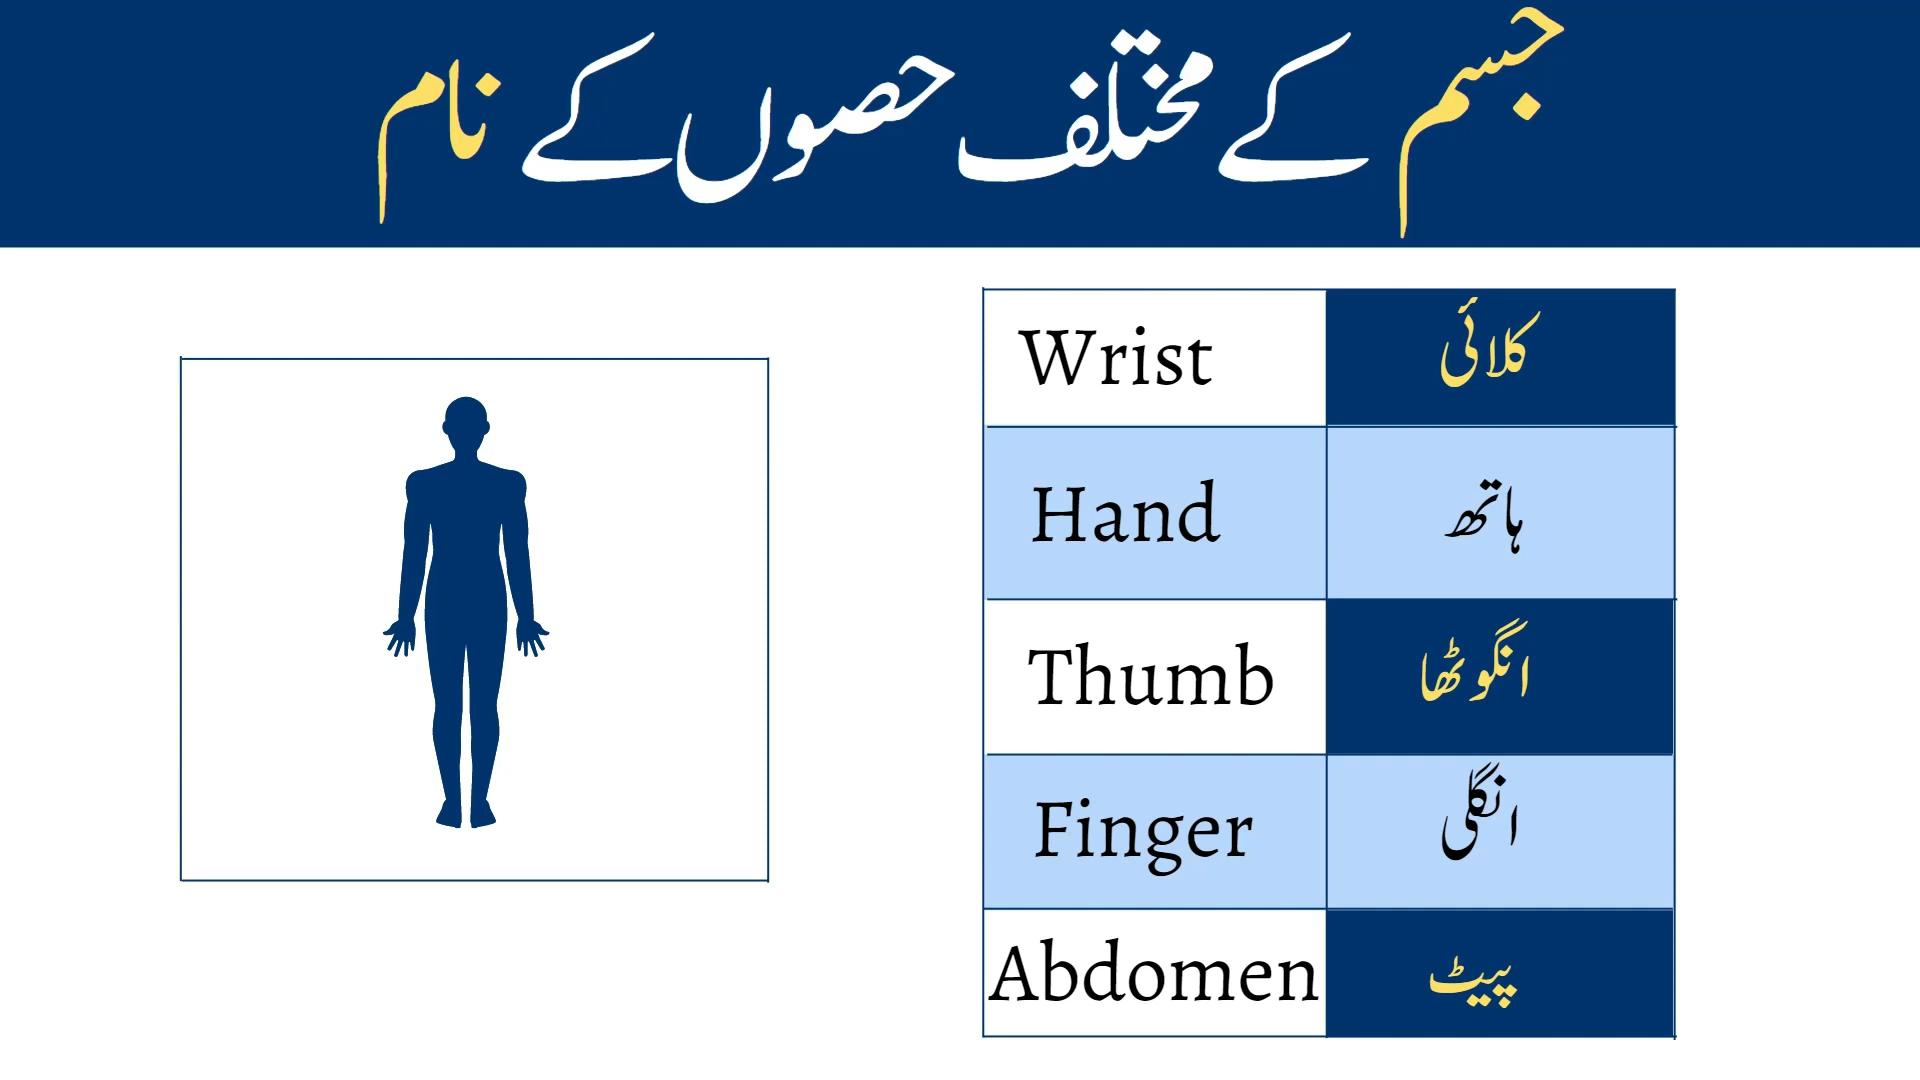 جسم کے مختلف حصوں کے نام
Wrist کلائی
Hand ہاتھ
Thumb انگوٹھا
Finger انگلی
Abdomen پیٹ